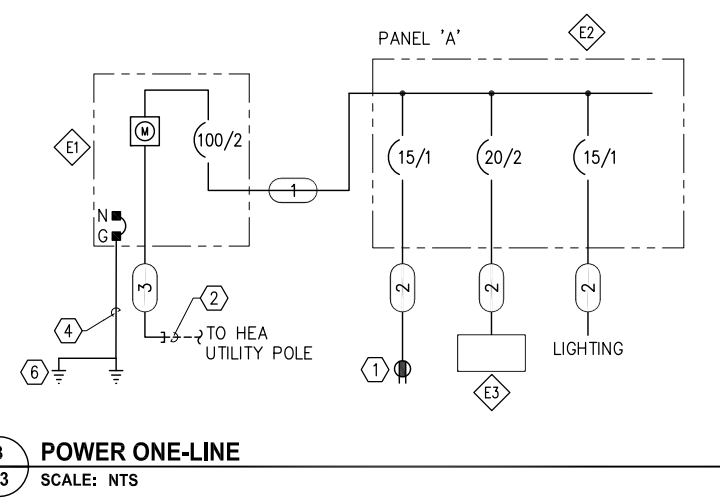 PANEL 'A'
E2
E1
M
100/2
15/1
20/2
15/1
1
N
G
3
2
2
2
2
4
TO HEA
UTILITY POLE
LIGHTING
6
1
E3
POWER ONE-LINE
3
SCALE: NTS